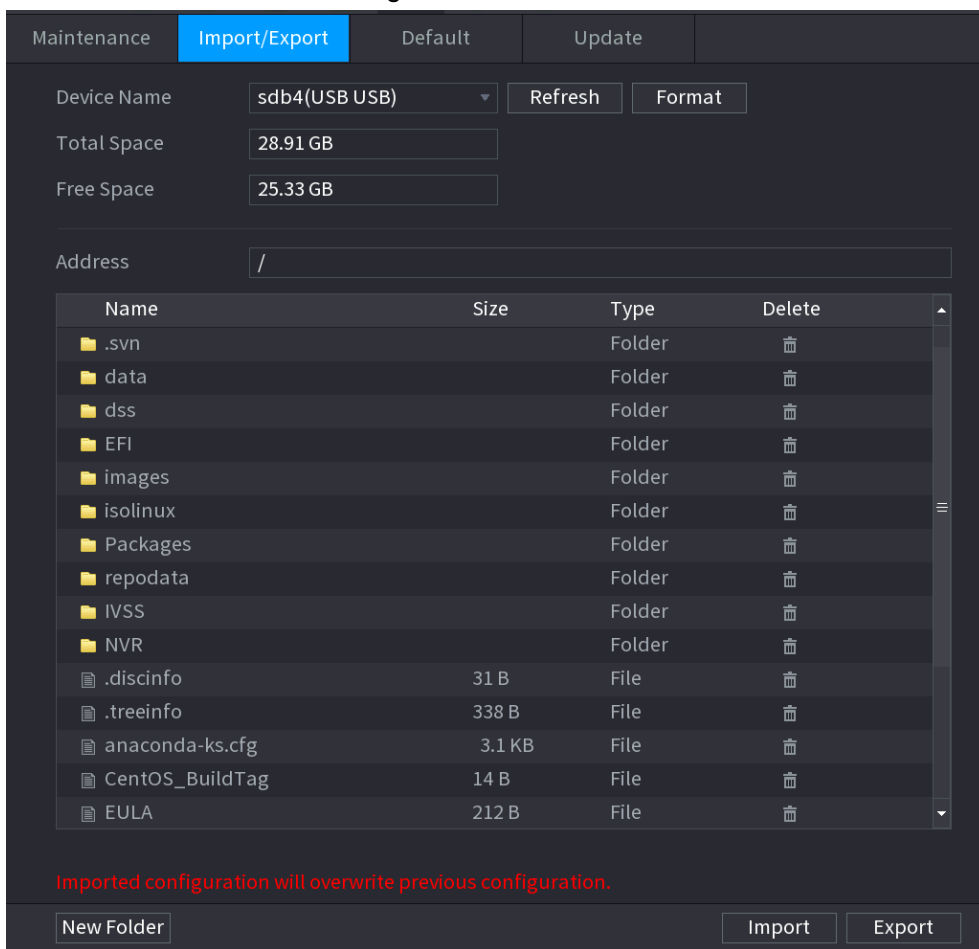 Maintenance Import/Export Default Update
Device Name sdb4(USB USB) Refresh Format
Total Space 28.91 GB
Free Space 25.33 GB
Address /
Name Size Type Delete
.svn Folder
data Folder
dss Folder
EFI Folder
images Folder
isolinux Folder
Packages Folder
repodata Folder
IVSS Folder
NVR Folder
.discinfo 31 B File
.treeinfo 338 B File
anaconda-ks.cfg 3.1 KB File
CentOS_BuildTag 14 B File
EULA 212 B File
Imported configuration will overwrite previous configuration.
New Folder Import Export